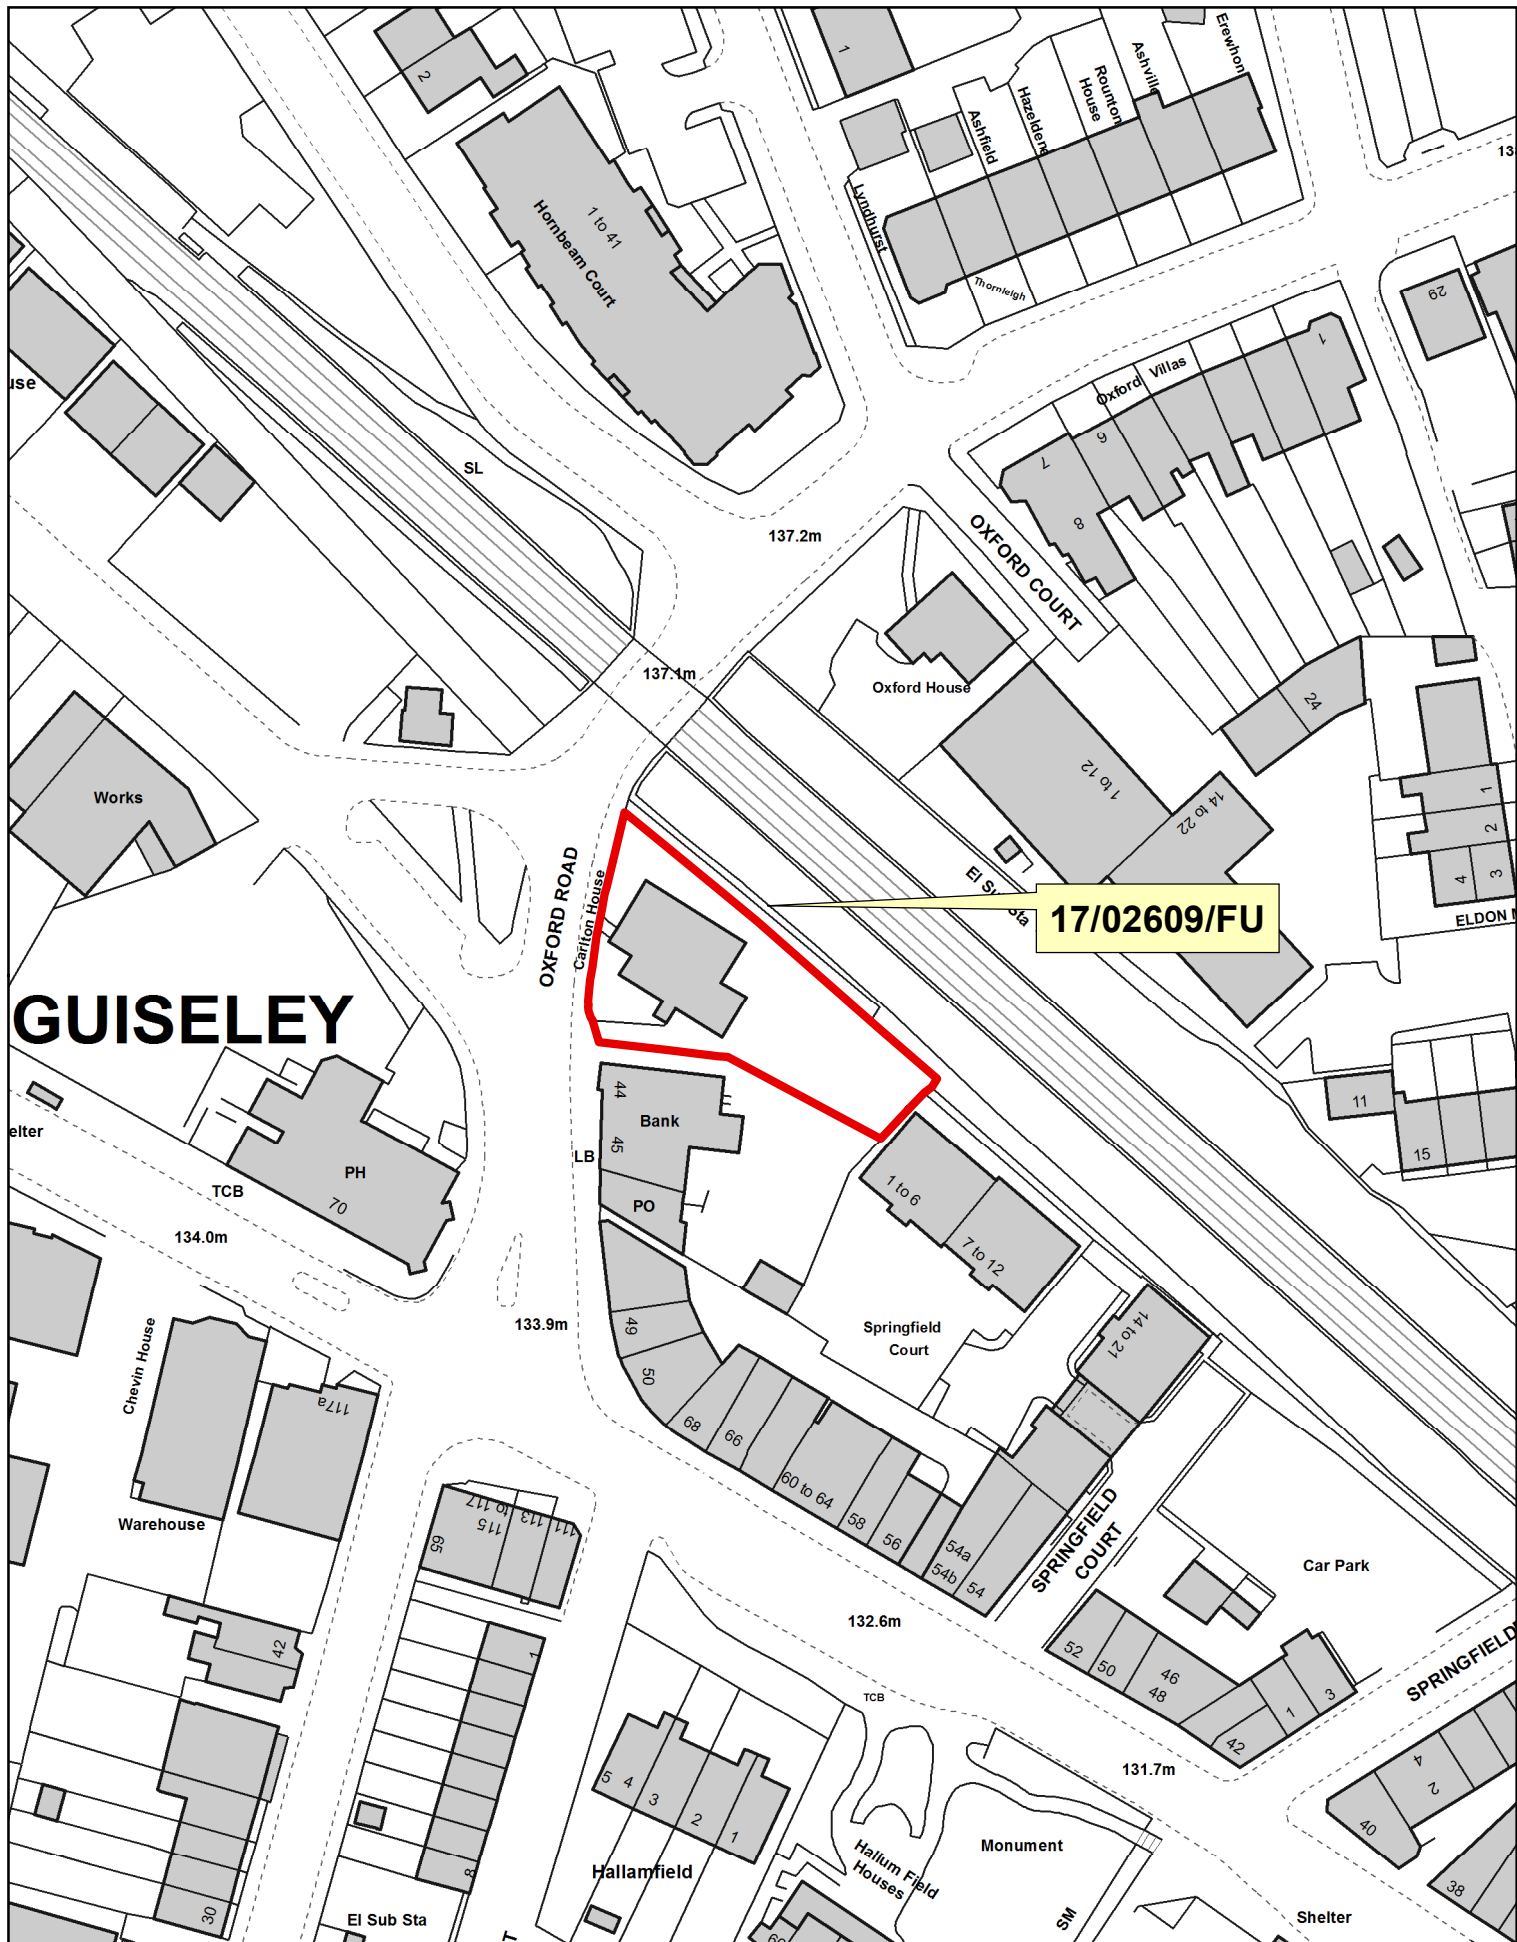 2
1
Erewhon
Ashville
Rounton
House
Hazeldene
Ashfield
Lyndhurst
Thornleigh
1 to 41
Hornbeam Court
29
Oxford Villas
1
6
7
8
SL
137.2m
OXFORD COURT
Oxford House
137.1m
24
1 to 12
14 to 22
1
2
3
4
ELDON
Works
OXFORD ROAD
Carlton House
El Sub Sta
17/02609/FU
GUISELEY
44
Bank
45
LB
PO
PH
70
TCB
134.0m
11
15
1 to 6
7 to 12
14 to 21
Springfield
Court
133.9m
49
50
68
66
60 to 64
58
56
54a
54b
54
SPRINGFIELD
COURT
Chevin House
117a
Warehouse
111
113
115
117 to
65
Car Park
132.6m
52
50
46
48
42
1
3
SPRINGFIELD
42
1
8
30
El Sub Sta
TCB
131.7m
5
4
3
2
1
Hallamfield
Hallum Field
Houses
Monument
SM
Shelter
4
2
40
38